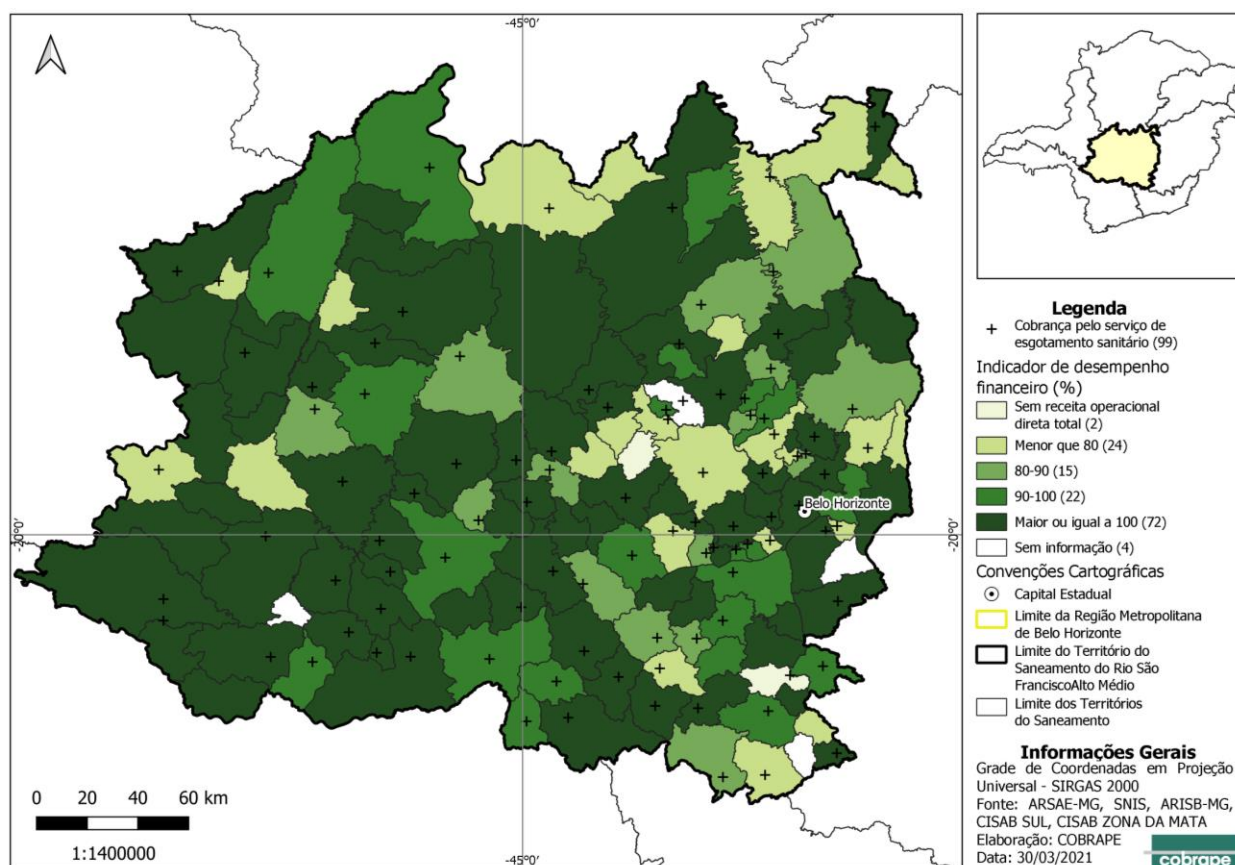 -45°0'
-20°0'
-20°0'
Belo Horizonte
0 20 40 60 km
1:1400000
-45°0'
Legenda
Cobrança pelo serviço de
esgotamento sanitário (99)
Indicador de desempenho
financeiro (%)
Sem receita operacional
direta total (2)
Menor que 80 (24)
80-90 (15)
90-100 (22)
Maior ou igual a 100 (72)
Sem informação (4)
Convenções Cartográficas
Capital Estadual
Limite da Região Metropolitana
de Belo Horizonte
Limite do Território do
Saneamento do Rio São
FranciscoAlto Médio
Limite dos Territórios
do Saneamento
Informações Gerais
Grade de Coordenadas em Projeção
Universal - SIRGAS 2000
Fonte: ARSAE-MG, SNIS, ARISB-MG,
CISAB SUL, CISAB ZONA DA MATA
Elaboração: COBRAPE
Data: 30/03/2021
cobrape